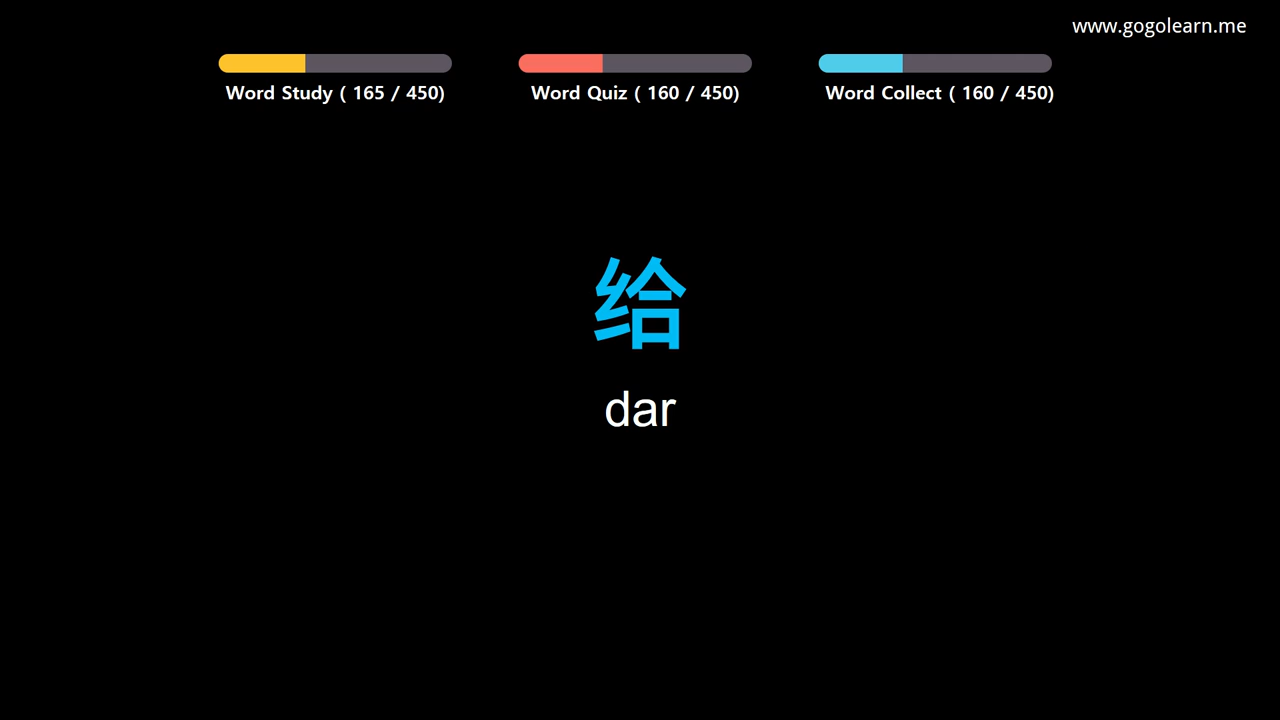 www.gogolearn.me
Word Study ( 165 / 450)
Word Quiz ( 160 / 450)
Word Collect ( 160 / 450)
给
dar